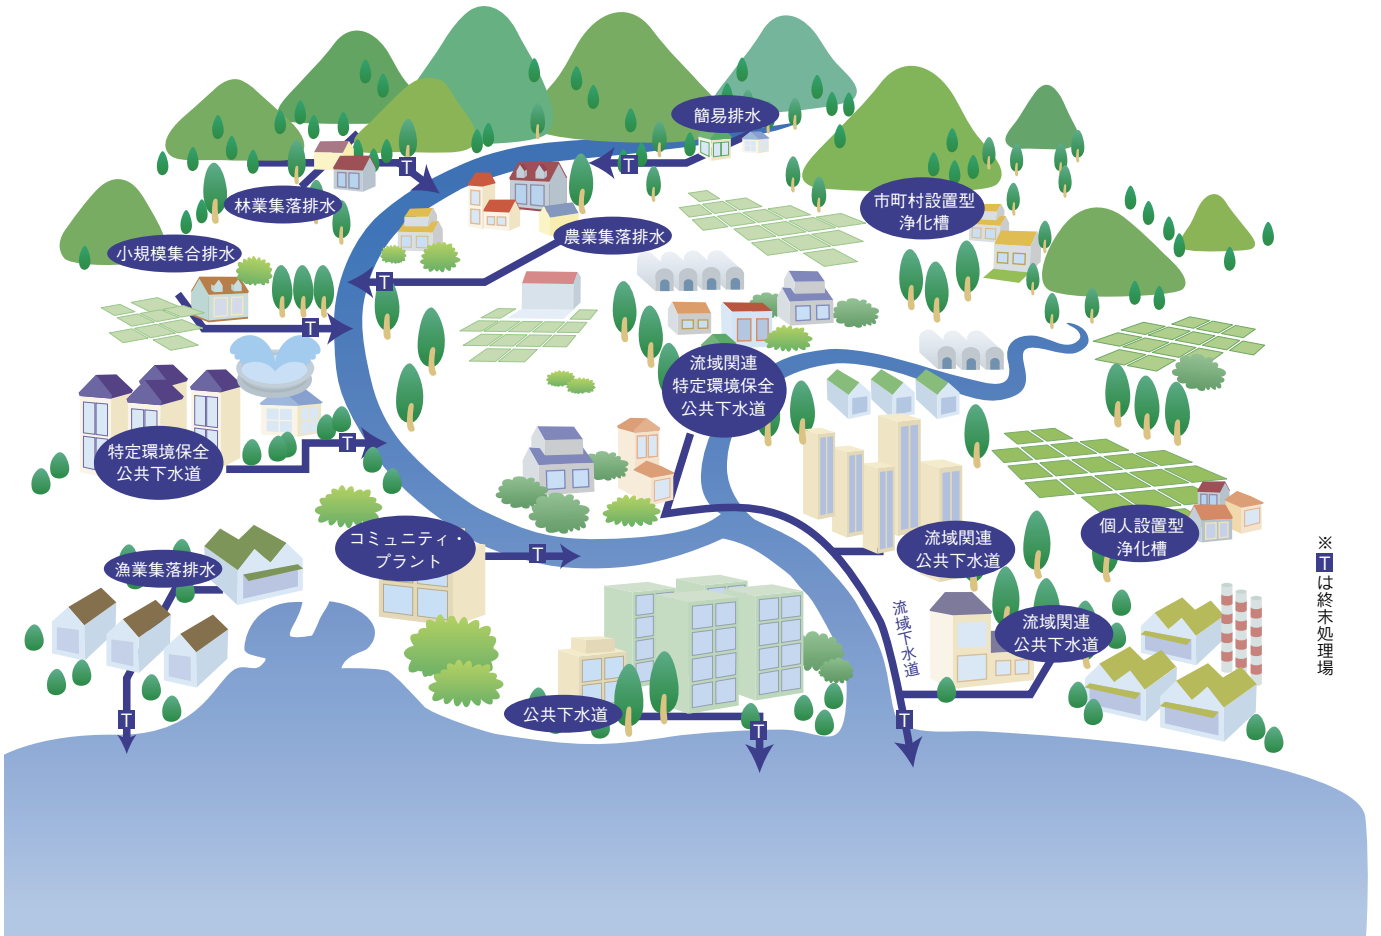 簡易排水
T
T
林業集落排水
市町村設置型
浄化槽
農業集落排水
小規模集合排水
T
T
流域関連
特定環境保全
公共下水道
特定環境保全
公共下水道
T
コミュニティ・
プラント
T
流域関連
公共下水道
個人設置型
浄化槽
漁業集落排水
※Tは終末処理場
流域下水道
流域関連
公共下水道
公共下水道
T
T
T